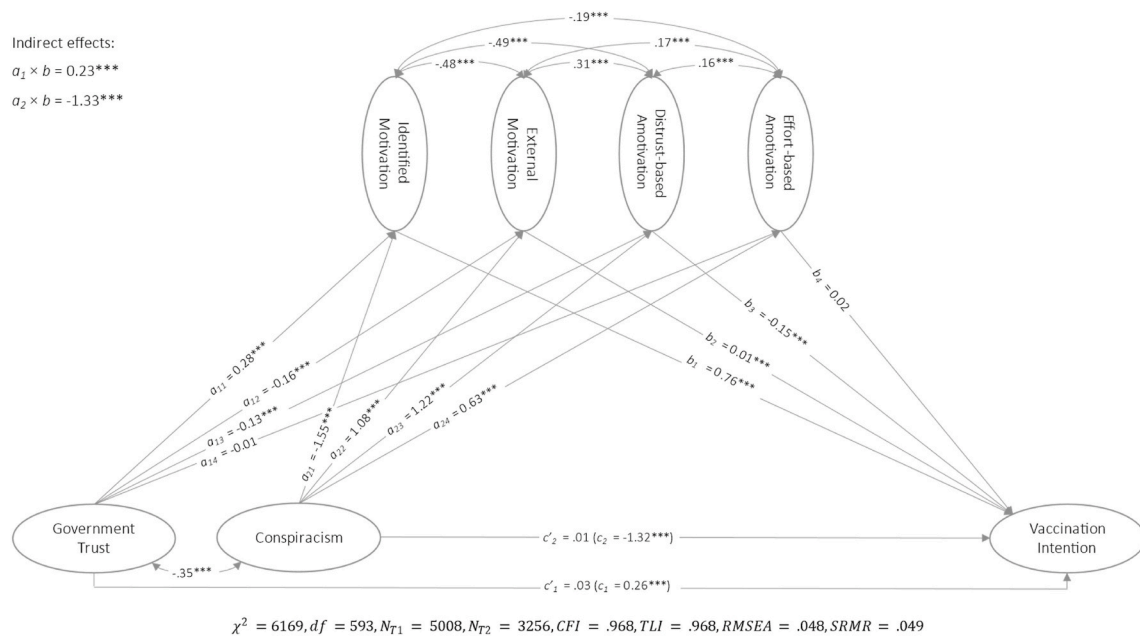 -.19***
Indirect effects:
-.49***
.17***
a₁ × b = 0.23***
-.48***
.31***
.16***
a₂ × b = -1.33***
Identified
Motivation
External
Motivation
Distrust-based
Amotivation
Effort -based
Amotivation
b₄ = 0.02
b₃ = -0.15***
b₂ = 0.01***
b₁ = 0.76***
a₁₁ = 0.28***
a₁₂ = -0.16***
a₁₃ = -0.13***
a₁₄ = -0.01
a₂₁ = -1.55***
a₂₂ = 1.08***
a₂₃ = 1.22***
a₂₄ = 0.63***
Government
Trust
Conspiracism
c'₂ = .01 (c₂ = -1.32***)
Vaccination
Intention
-.35***
c'₁ = .03 (c₁ = 0.26***)
χ² = 6169, df = 593, N_T1 = 5008, N_T2 = 3256, CFI = .968, TLI = .968, RMSEA = .048, SRMR = .049